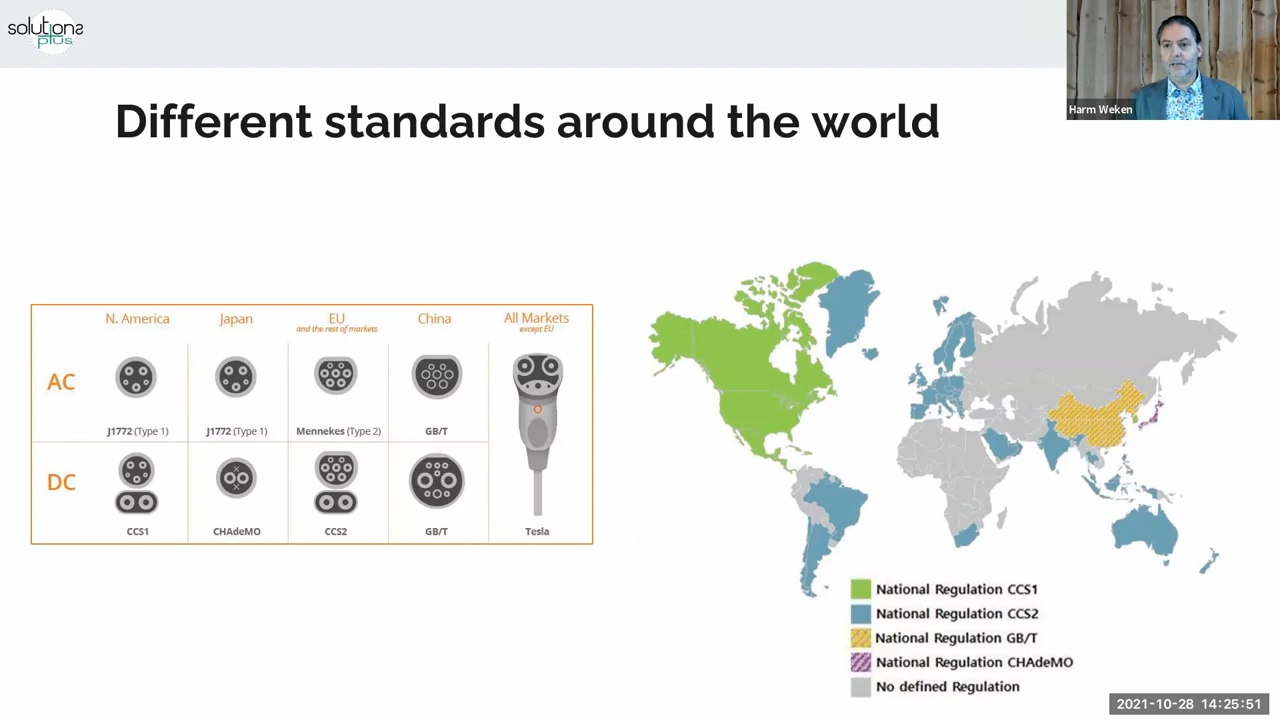 solutions
plus
Harm Weken
Different standards around the world
N. America
Japan
EU
and the rest of markets
China
All Markets
except EU
AC
J1772 (Type 1)
J1772 (Type 1)
Mennekes (Type 2)
GB/T
DC
CCS1
CHAdeMO
CCS2
GB/T
Tesla
National Regulation CCS1
National Regulation CCS2
National Regulation GB/T
National Regulation CHAdeMO
No defined Regulation
2021-10-28 14:25:51